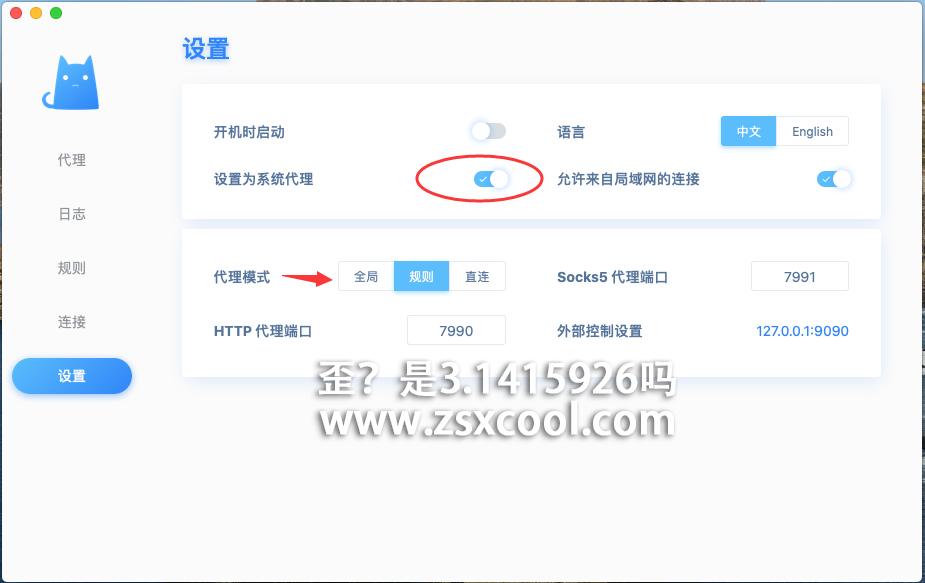 设置
开机时启动
语言
中文
English
设置为系统代理
允许来自局域网的连接
代理
日志
规则
连接
设置
代理模式
全局
规则
直连
Socks5 代理端口
7991
HTTP 代理端口
7990
外部控制设置
127.0.0.1:9090
歪？是3.1415926吗
www.zsxcool.com